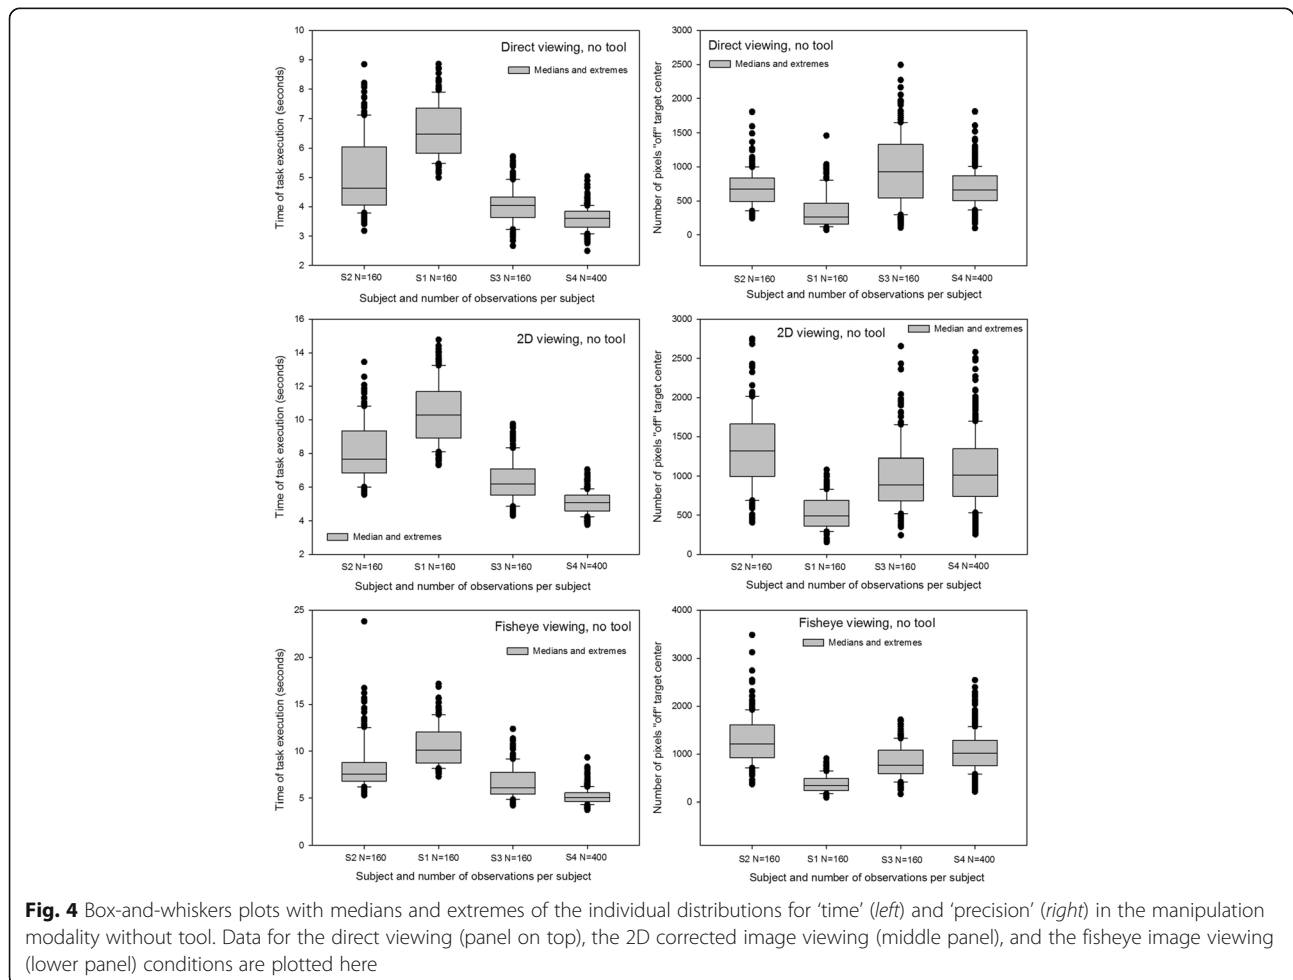 Direct viewing, no tool
Medians and extremes
Time of task execution (seconds)
10
9
8
7
6
5
4
3
2
S2 N=160
S1 N=160
S3 N=160
S4 N=400
Subject and number of observations per subject
Direct viewing, no tool
Medians and extremes
Number of pixels "off" target center
3000
2500
2000
1500
1000
500
0
S2 N=160
S1 N=160
S3 N=160
S4 N=400
Subject and number of observations per subject
2D viewing, no tool
Median and extremes
Time of task execution (seconds)
16
14
12
10
8
6
4
2
S2 N=160
S1 N=160
S3 N=160
S4 N=400
Subject and number of observations per subject
2D viewing, no tool
Median and extremes
Number of pixels "off" target center
3000
2500
2000
1500
1000
500
0
S2 N=160
S1 N=160
S3 N=160
S4 N=400
Subject and number of observations per subject
Fisheye viewing, no tool
Medians and extremes
Time of task execution (seconds)
25
20
15
10
5
0
S2 N=160
S1 N=160
S3 N=160
S4 N=400
Subject and number of observations per subject
Fisheye viewing, no tool
Medians and extremes
Number of pixels "off" target center
4000
3000
2000
1000
0
S2 N=160
S1 N=160
S3 N=160
S4 N=400
Subject and number of observations per subject
Fig. 4 Box-and-whiskers plots with medians and extremes of the individual distributions for ‘time’ (left) and ‘precision’ (right) in the manipulation
modality without tool. Data for the direct viewing (panel on top), the 2D corrected image viewing (middle panel), and the fisheye image viewing
(lower panel) conditions are plotted here